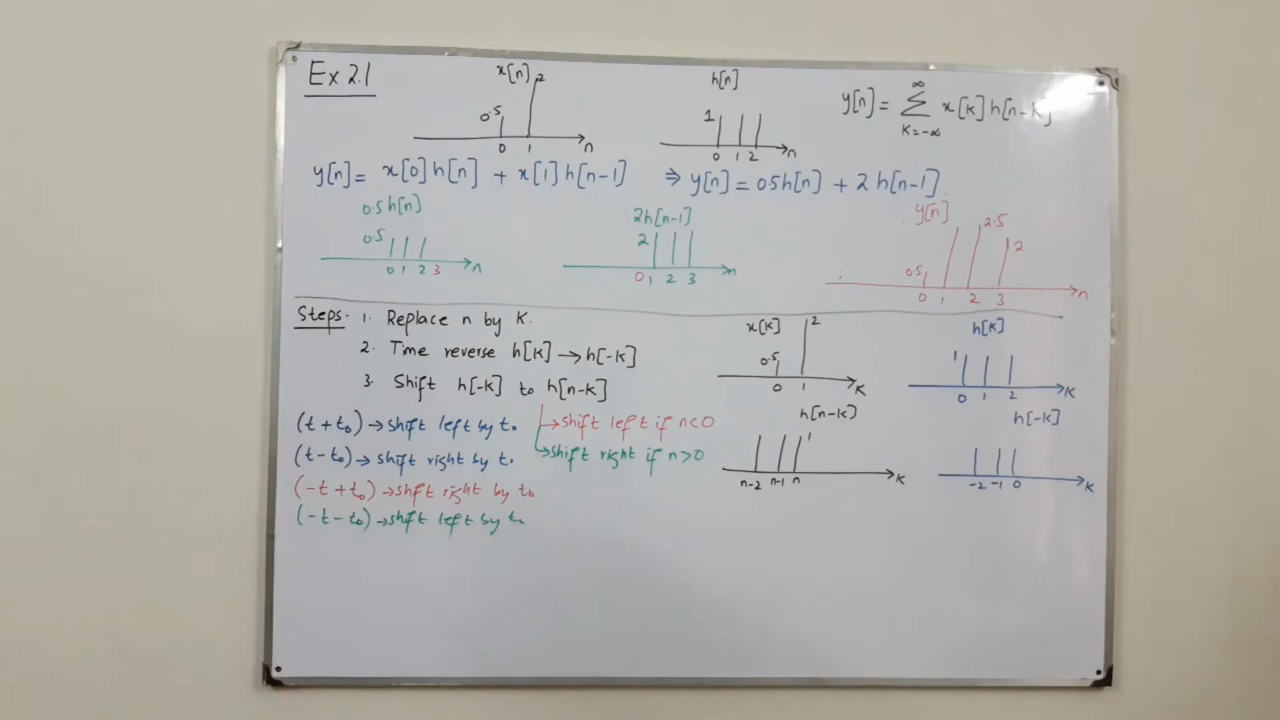 Ex 2.1
x[n]
2
0.5
0 1 n
h[n]
1
0 1 2 n
y[n] = ∞ Σ k=-∞ x[k] h[n-k]
y[n] = x[0] h[n] + x[1] h[n-1] ⇒ y[n] = 0.5h[n] + 2 h[n-1].
0.5 h[n]
0.5
0 1 2 3 n
2h[n-1]
2
0 1 2 3 n
y[n]
2.5
2
0.5
0 1 2 3 n
Steps. 1. Replace n by k.
2. Time reverse h[k] → h[-k]
3. Shift h[-k] to h[n-k]
→ shift left if n<0
→ shift right if n>0
(t + t₀) → shift left by t₀
(t - t₀) → shift right by t₀
(-t + t₀) → shift right by t₀
(-t - t₀) → shift left by t₀
x[k]
2
0.5
0 1 k
h[k]
1
0 1 2 k
h[n-k]
1
n-2 n-1 n k
h[-k]
-2 -1 0 k